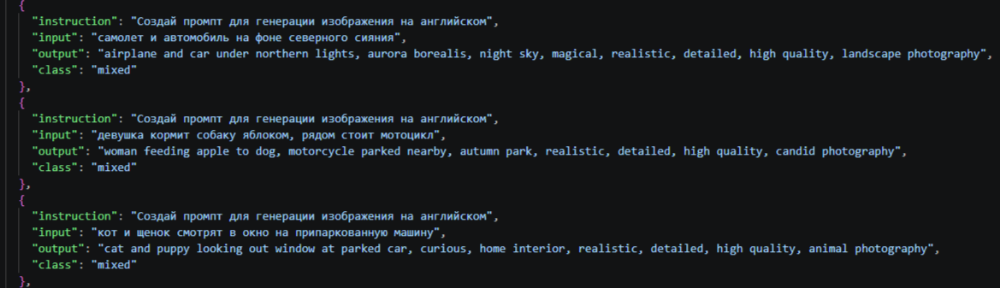 {
"instruction": "Создай промпт для генерации изображения на английском",
"input": "самолет и автомобиль на фоне северного сияния",
"output": "airplane and car under northern lights, aurora borealis, night sky, magical, realistic, detailed, high quality, landscape photography",
"class": "mixed"
},
{
"instruction": "Создай промпт для генерации изображения на английском",
"input": "девушка кормит собаку яблоком, рядом стоит мотоцикл",
"output": "woman feeding apple to dog, motorcycle parked nearby, autumn park, realistic, detailed, high quality, candid photography",
"class": "mixed"
},
{
"instruction": "Создай промпт для генерации изображения на английском",
"input": "кот и щенок смотрят в окно на припаркованную машину",
"output": "cat and puppy looking out window at parked car, curious, home interior, realistic, detailed, high quality, animal photography",
"class": "mixed"
},